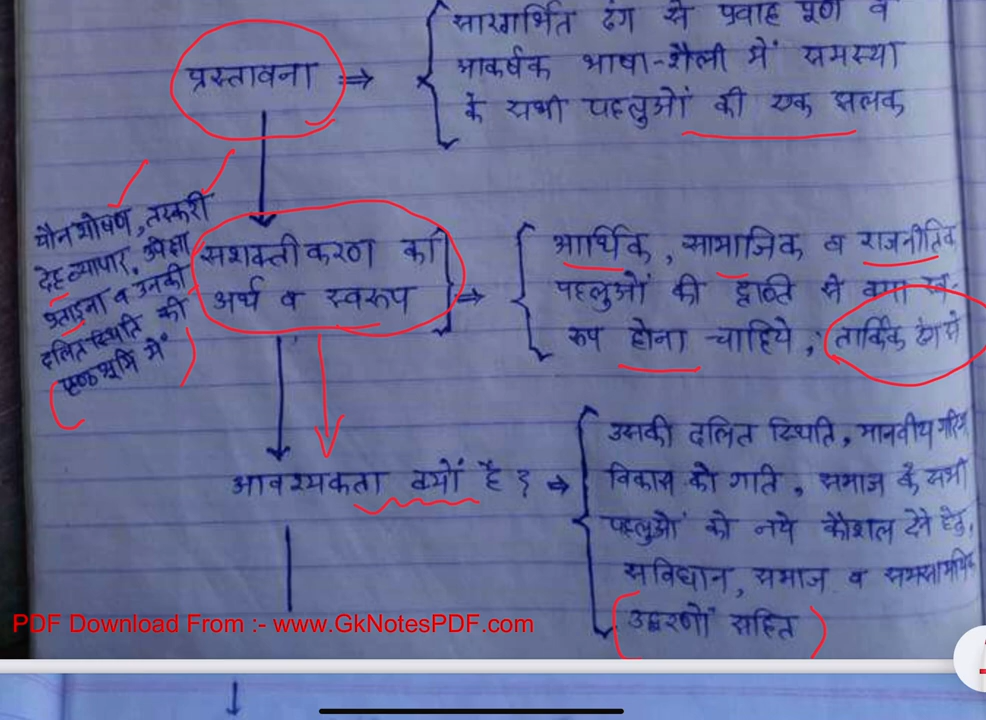 सारगर्भित ढंग से प्रवाह पूर्ण व
प्रस्तावना ⇒ आकर्षक भाषा-शैली में समस्या
के सभी पहलुओं की एक झलक
यौन शोषण, तस्करी
देह व्यापार, उपेक्षा
प्रताड़ना व उनकी
दलित स्थिति की
पृष्ठभूमि में
सशक्तीकरण का
अर्थ व स्वरूप ⇒
आर्थिक, सामाजिक व राजनीतिक
पहलुओं की दृष्टि से क्या स्व-
रूप होना चाहिये, तार्किक ढंग से
आवश्यकता क्यों है ? ⇒
उसकी दलित स्थिति, मानवीय गरिमा
विकास को गति, समाज के सभी
पहलुओं को नये कौशल देने हेतु,
संविधान, समाज व समसामयिक
उद्धरणों सहित
PDF Download From :- www.GkNotesPDF.com